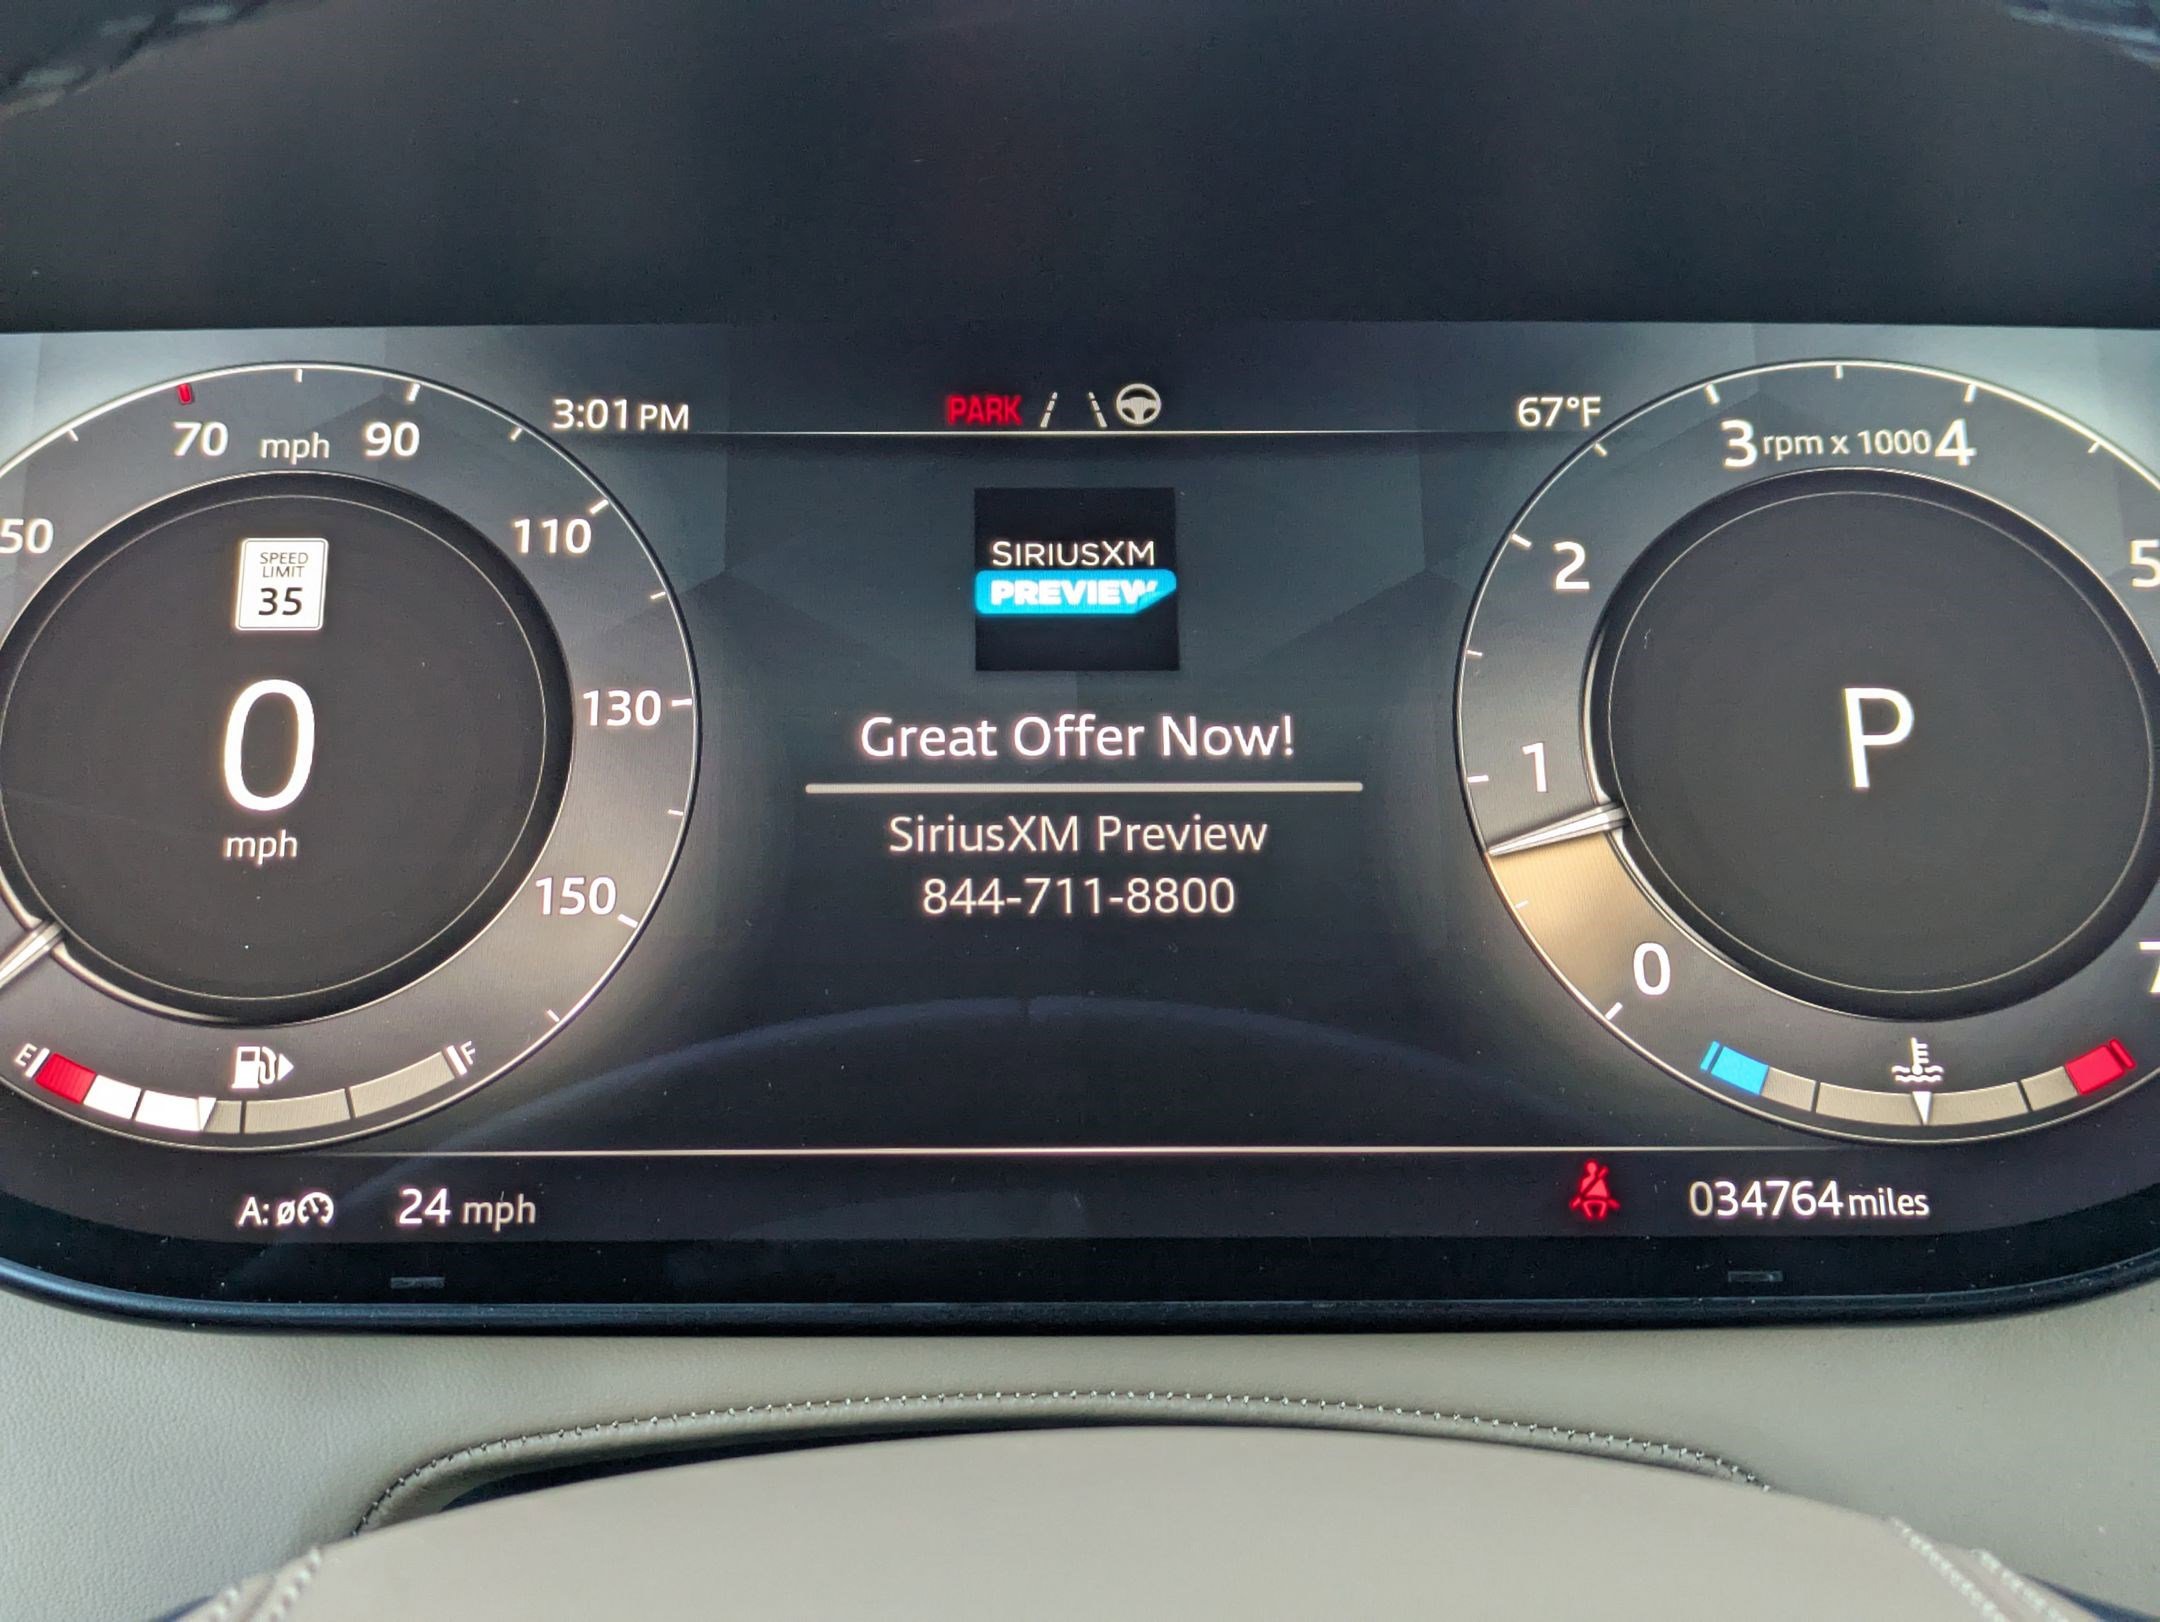 3:01 PM
PARK
67°F
50
70
mph
90
110
130
150
SPEED
LIMIT
35
0
mph
E
F
SIRIUSXM
PREVIEW
Great Offer Now!
SiriusXM Preview
844-711-8800
0
1
2
3
rpm x 1000
4
5
7
P
A: ø
24 mph
034764 miles